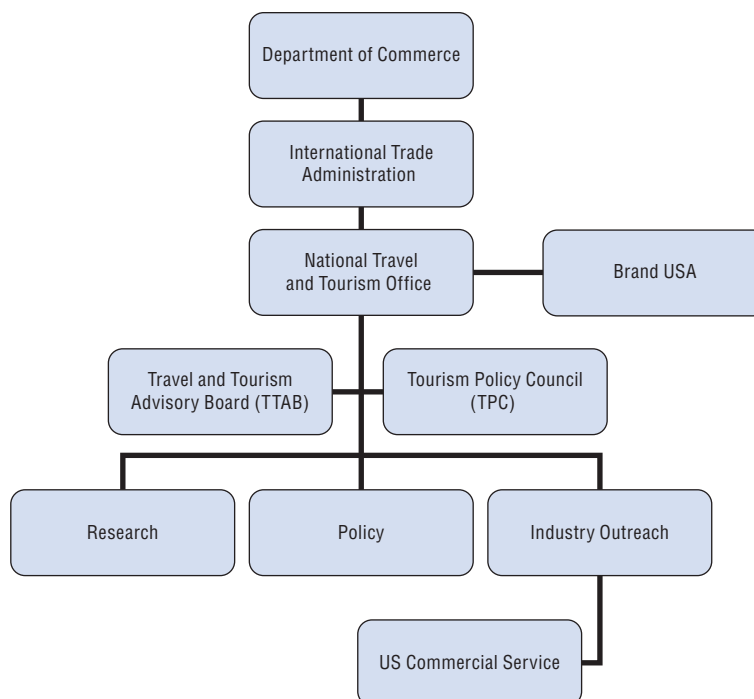 Department of Commerce
International Trade
Administration
National Travel
and Tourism Office
Brand USA
Travel and Tourism
Advisory Board (TTAB)
Tourism Policy Council
(TPC)
Research
Policy
Industry Outreach
US Commercial Service